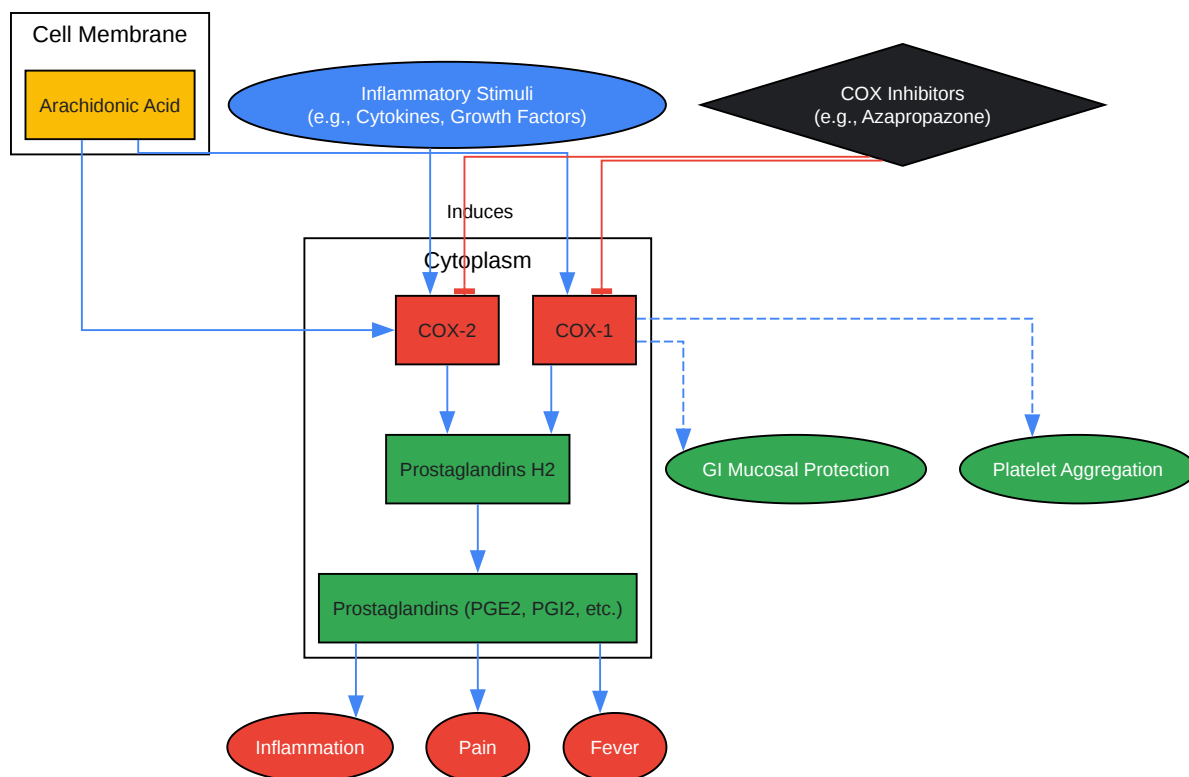 Cell Membrane
Arachidonic Acid
Inflammatory Stimuli
(e.g., Cytokines, Growth Factors)
COX Inhibitors
(e.g., Azapropazone)
Induces
Cytoplasm
COX-2
COX-1
Prostaglandins H2
GI Mucosal Protection
Platelet Aggregation
Prostaglandins (PGE2, PGI2, etc.)
Inflammation
Pain
Fever